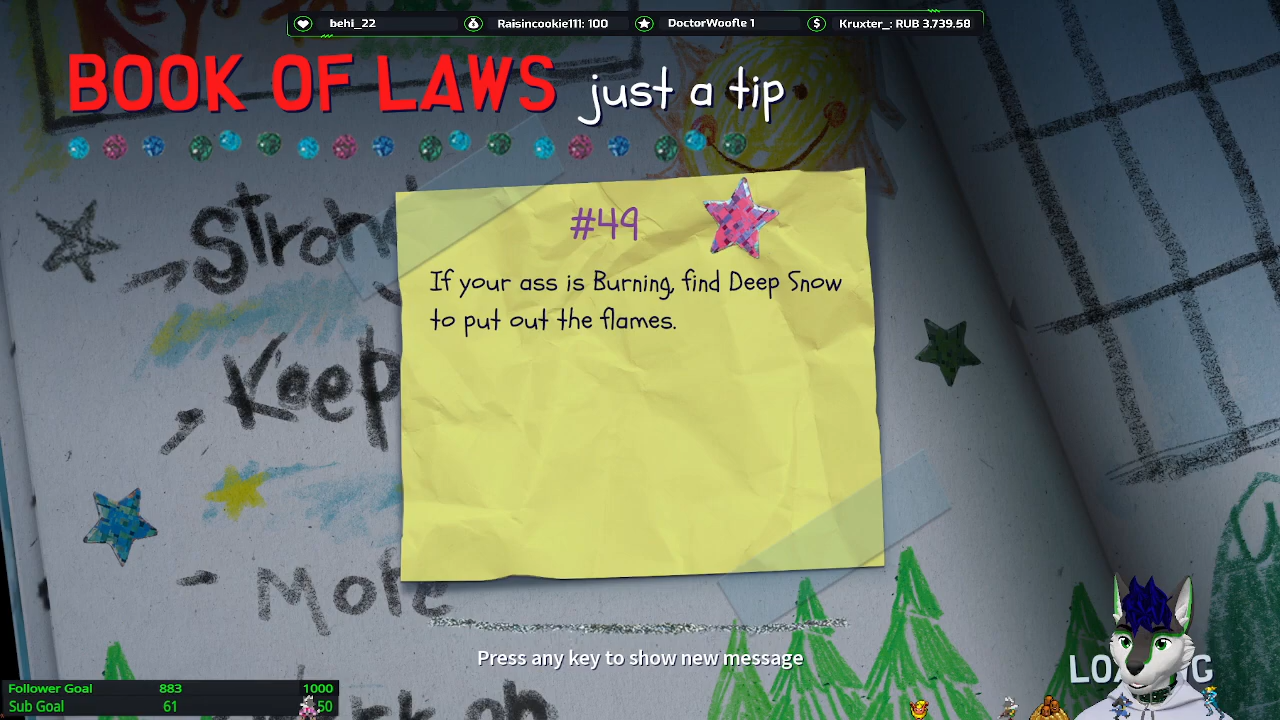 behi_22 Raisincookie111: 100 DoctorWoofle 1 Kruxter_: RUB 3.739.58
BOOK OF LAWS just a tip
#49
If your ass is Burning, find Deep Snow
to put out the flames.
Strong
Keep
- More
Press any key to show new message
Follower Goal 883 1000
Sub Goal 61 50